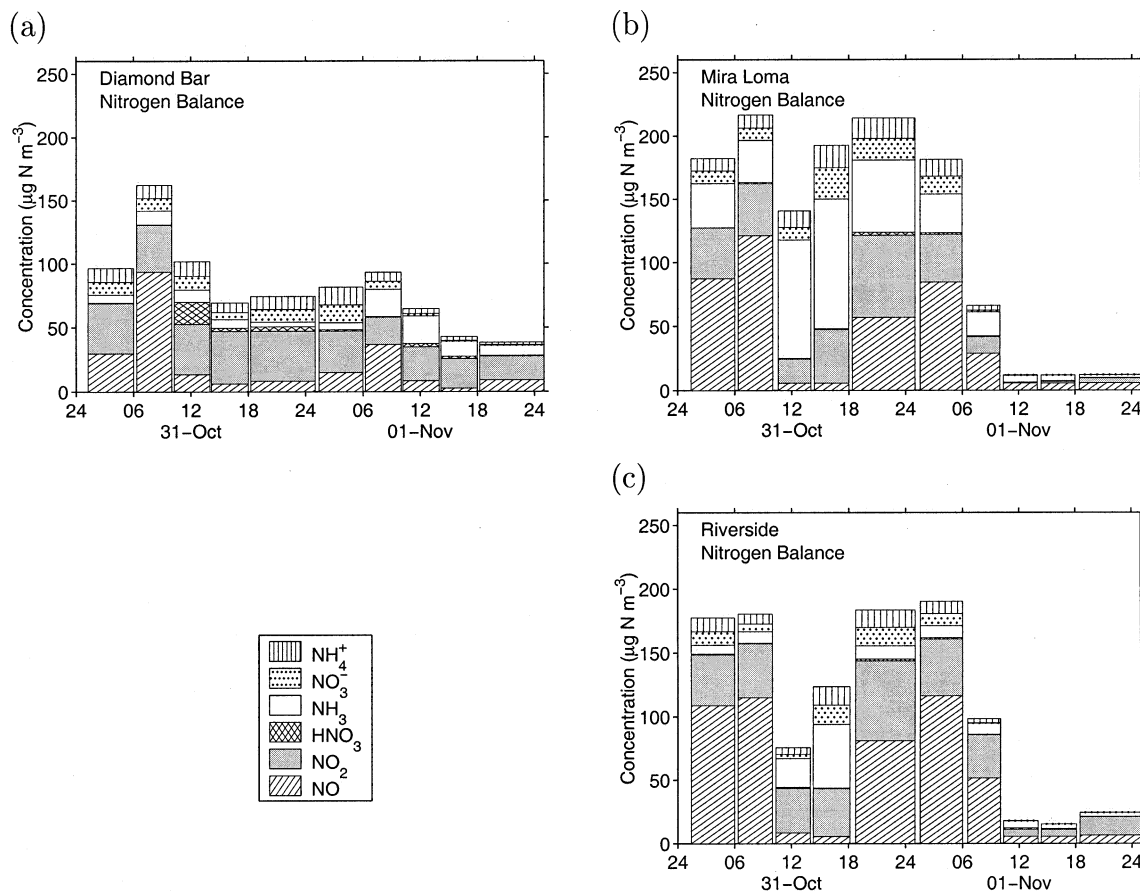 (a)
Diamond Bar
Nitrogen Balance
Concentration (µg N m⁻³)
250
200
150
100
50
0
24 06 12 18 24 06 12 18 24
31−Oct 01−Nov
(b)
Mira Loma
Nitrogen Balance
Concentration (µg N m⁻³)
250
200
150
100
50
0
24 06 12 18 24 06 12 18 24
31−Oct 01−Nov
NH₄⁺
NO₃⁻
NH₃
HNO₃
NO₂
NO
(c)
Riverside
Nitrogen Balance
Concentration (µg N m⁻³)
250
200
150
100
50
0
24 06 12 18 24 06 12 18 24
31−Oct 01−Nov